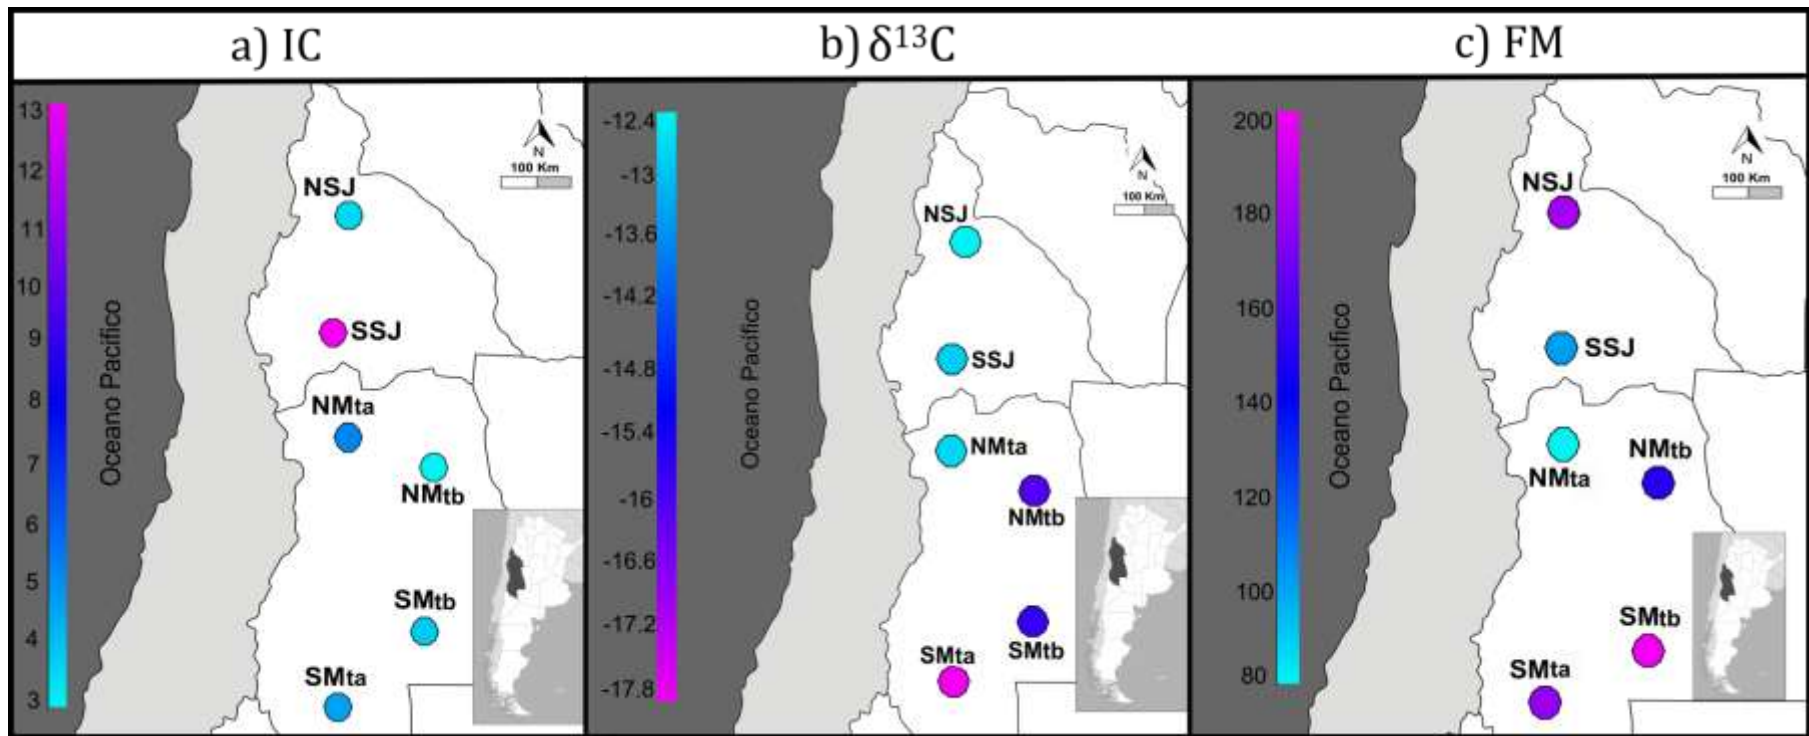 a) IC
b) δ¹³C
c) FM
13
12
11
10
9
8
7
6
5
4
3
Oceano Pacífico
N
100 Km
NSJ
SSJ
NMta
NMtb
SMtb
SMta
-12.4
-13
-13.6
-14.2
-14.8
-15.4
-16
-16.6
-17.2
-17.8
Oceano Pacífico
N
100 Km
NSJ
SSJ
NMta
NMtb
SMtb
SMta
200
180
160
140
120
100
80
Oceano Pacífico
N
100 Km
NSJ
SSJ
NMta
NMtb
SMtb
SMta